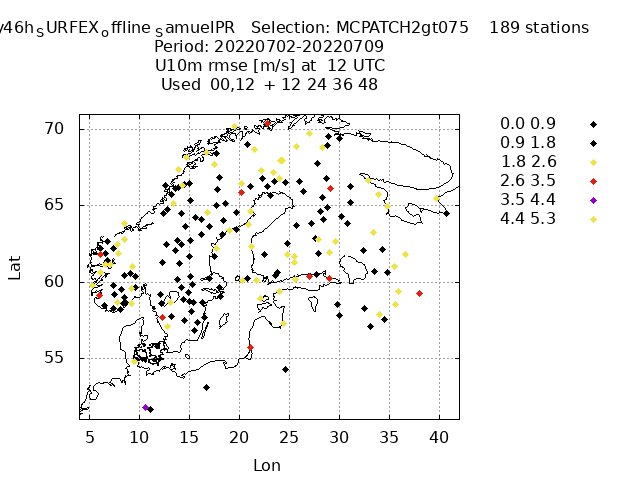 y46h_SURFEX_offline_samuelPR Selection: MCPATCH2gt075 189 stations
Period: 20220702-20220709
U10m rmse [m/s] at 12 UTC
Used 00,12 + 12 24 36 48
0.0 0.9
0.9 1.8
1.8 2.6
2.6 3.5
3.5 4.4
4.4 5.3
70
65
60
55
Lat
5 10 15 20 25 30 35 40
Lon